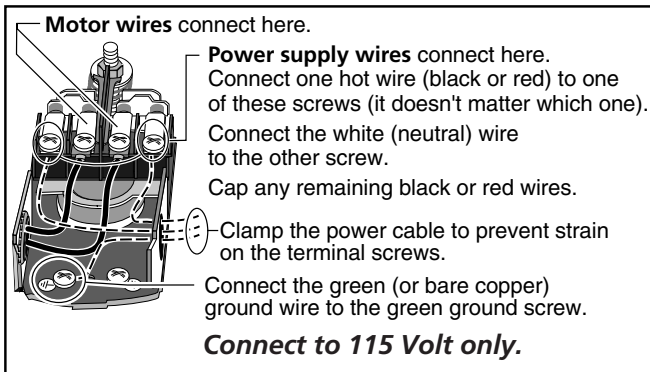 Motor wires connect here.
Power supply wires connect here.
Connect one hot wire (black or red) to one
of these screws (it doesn't matter which one).
Connect the white (neutral) wire
to the other screw.
Cap any remaining black or red wires.
Clamp the power cable to prevent strain
on the terminal screws.
Connect the green (or bare copper)
ground wire to the green ground screw.
Connect to 115 Volt only.